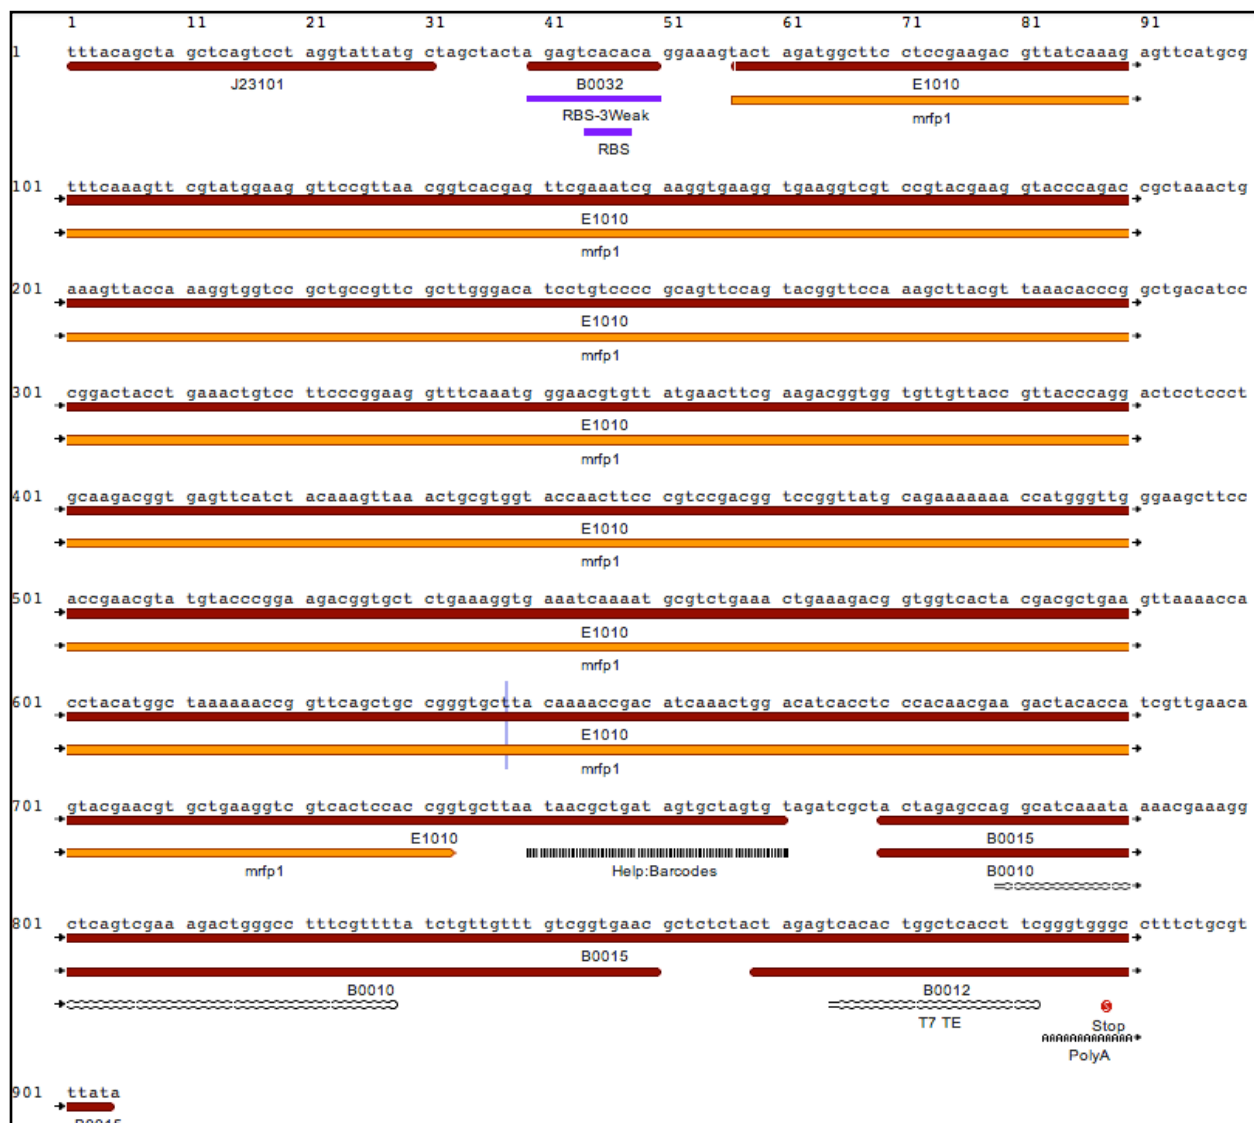 1 11 21 31 41 51 61 71 81 91
1 tttacagcta gctcagtcct aggtattatg ctagctacta gagtcacaca ggaaagtact agatggcttc ctccgaagac gttatcaaag agttcatgcg
J23101 B0032 E1010
RBS-3Weak mrfp1
RBS
101 tttcaaagtt cgtatggaag gttccgttaa cggtcacgag ttcgaaatcg aaggtgaagg tgaaggtcgt ccgtacgaag gtacccagac cgctaaactg
E1010
mrfp1
201 aaagttacca aaggtggtcc gctgccgttc gcttgggaca tcctgtcccc gcagttccag tacggttcca aagcttacgt taaacacccg gctgacatcc
E1010
mrfp1
301 cggactacct gaaactgtcc ttcccggaag gtttcaaatg ggaacgtgtt atgaacttcg aagacggtgg tgttgttacc gttacccagg actcctccct
E1010
mrfp1
401 gcaagacggt gagttcatct acaaagttaa actgcgtggt accaacttcc cgtccgacgg tccggttatg cagaaaaaaa ccatgggttg ggaagcttcc
E1010
mrfp1
501 accgaacgta tgtacccgga agacggtgct ctgaaaggtg aaatcaaaat gcgtctgaaa ctgaaagacg gtggtcacta cgacgctgaa gttaaaacca
E1010
mrfp1
601 cctacatggc taaaaaaccg gttcagctgc cgggtgctta caaaaccgac atcaaactgg acatcacctc ccacaacgaa gactacacca tcgttgaaca
E1010
mrfp1
701 gtacgaacgt gctgaaggtc gtcactccac cggtgcttaa taacgctgat agtgctagtg tagatcgcta ctagagccag gcatcaaata aaacgaaagg
E1010 B0015
mrfp1 Help:Barcodes B0010
801 ctcagtcgaa agactgggcc tttcgtttta tctgttgttt gtcggtgaac gctctctact agagtcacac tggctcacct tcgggtgggc ctttctgcgt
B0015
B0010 B0012
T7 TE Stop
PolyA
901 ttata
B0015